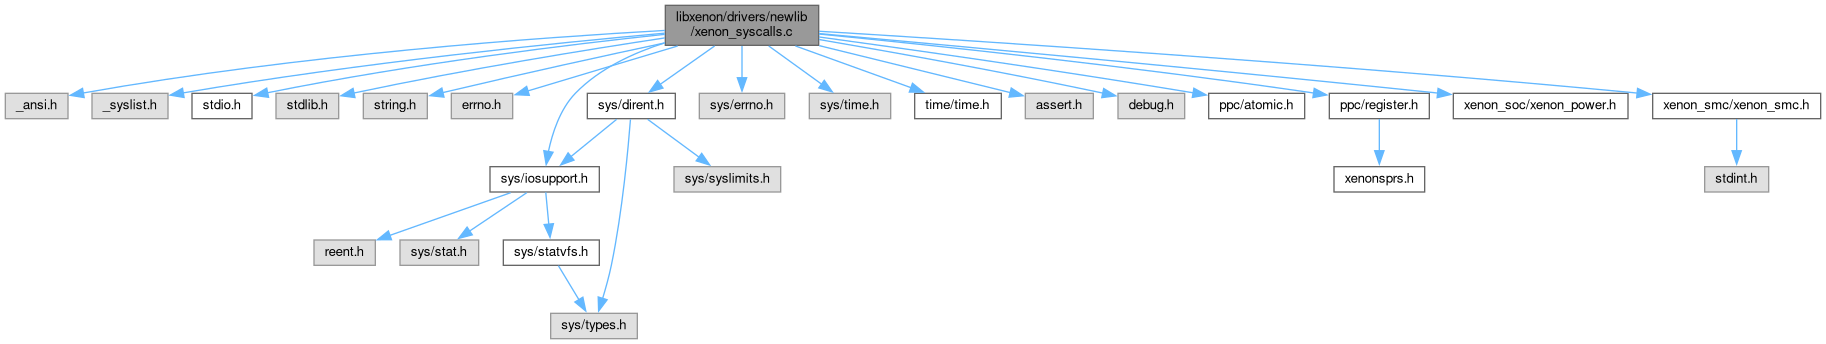 libxenon/drivers/newlib
/xenon_syscalls.c
_ansi.h
_syslist.h
stdio.h
stdlib.h
string.h
errno.h
sys/dirent.h
sys/errno.h
sys/time.h
time/time.h
assert.h
debug.h
ppc/atomic.h
ppc/register.h
xenon_soc/xenon_power.h
xenon_smc/xenon_smc.h
sys/iosupport.h
sys/syslimits.h
xenonsprs.h
stdint.h
reent.h
sys/stat.h
sys/statvfs.h
sys/types.h